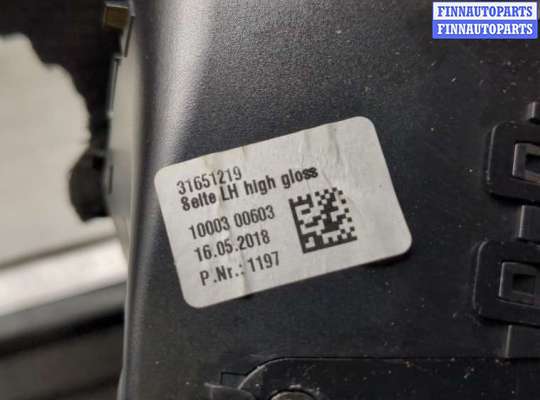 FINNAUTOPARTS
FINNAUTOPARTS
31651219
Seite LH high gloss
10003 00603
16.05.2018
P.Nr.: 1197